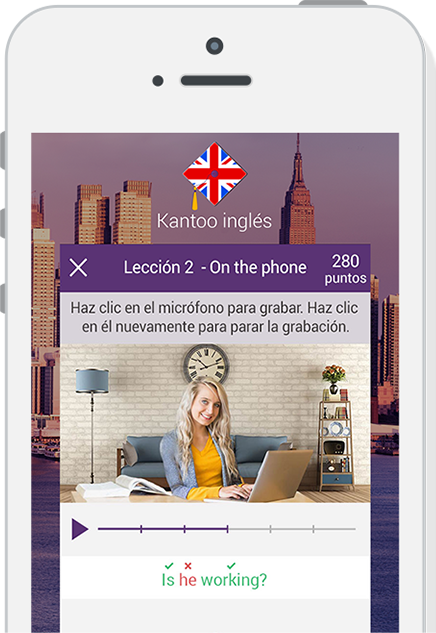 Kantoo inglés
Lección 2 - On the phone
280
puntos
Haz clic en el micrófono para grabar. Haz clic
en él nuevamente para parar la grabación.
Is he working?